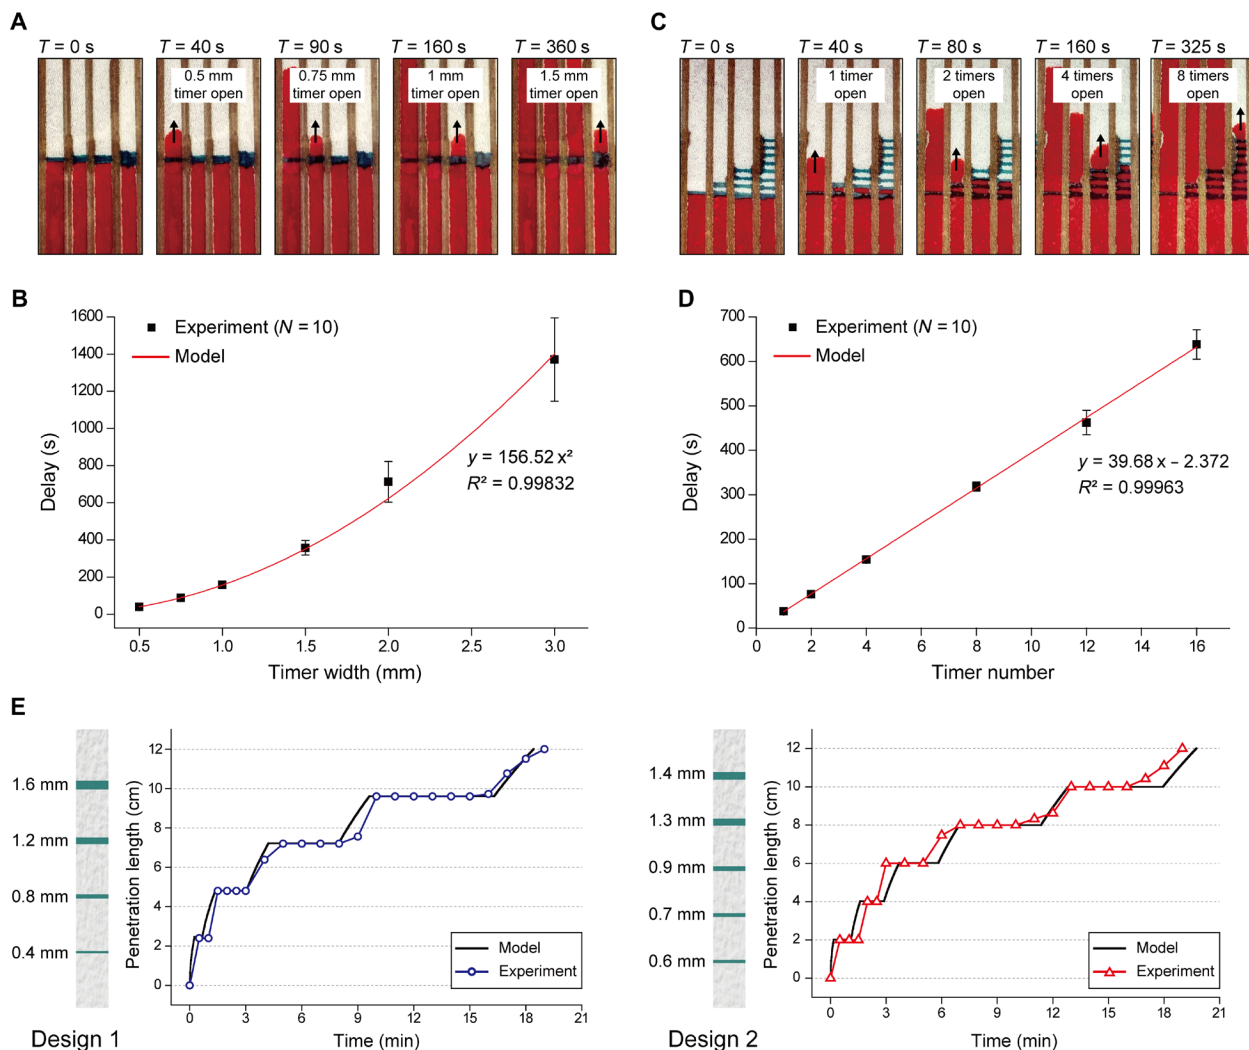 A
T = 0 s
T = 40 s
T = 90 s
T = 160 s
T = 360 s
0.5 mm
timer open
0.75 mm
timer open
1 mm
timer open
1.5 mm
timer open
C
T = 0 s
T = 40 s
T = 80 s
T = 160 s
T = 325 s
1 timer
open
2 timers
open
4 timers
open
8 timers
open
B
1600
1400
1200
1000
800
600
400
200
0
Delay (s)
Experiment (N = 10)
Model
y = 156.52 x²
R² = 0.99832
0.5
1.0
1.5
2.0
2.5
3.0
Timer width (mm)
D
700
600
500
400
300
200
100
0
Delay (s)
Experiment (N = 10)
Model
y = 39.68 x – 2.372
R² = 0.99963
0
2
4
6
8
10
12
14
16
Timer number
E
1.6 mm
1.2 mm
0.8 mm
0.4 mm
Design 1
Penetration length (cm)
12
10
8
6
4
2
0
Model
Experiment
0
3
6
9
12
15
18
21
Time (min)
1.4 mm
1.3 mm
0.9 mm
0.7 mm
0.6 mm
Design 2
Penetration length (cm)
12
10
8
6
4
2
0
Model
Experiment
0
3
6
9
12
15
18
21
Time (min)